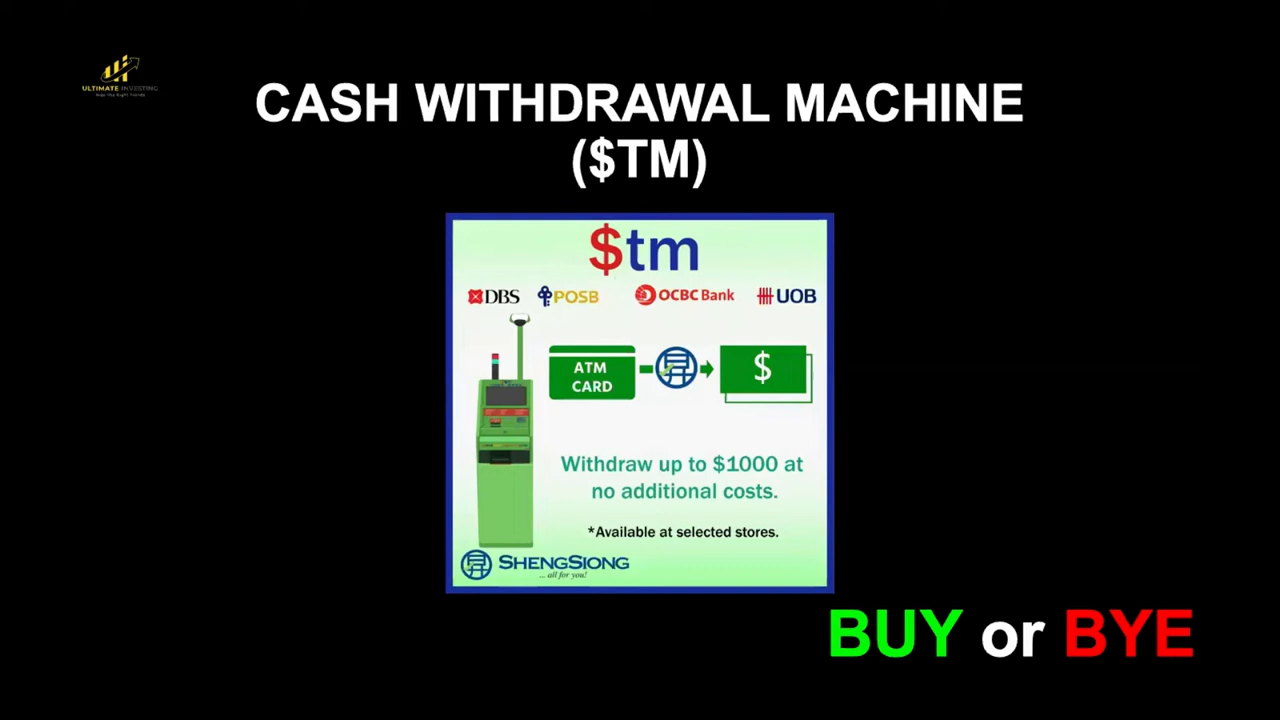 ULTIMATE INVESTING
CASH WITHDRAWAL MACHINE
($TM)
$tm
DBS POSB OCBC Bank UOB
ATM
CARD
$
Withdraw up to $1000 at
no additional costs.
*Available at selected stores.
SHENGSIONG
... all for you!
BUY or BYE